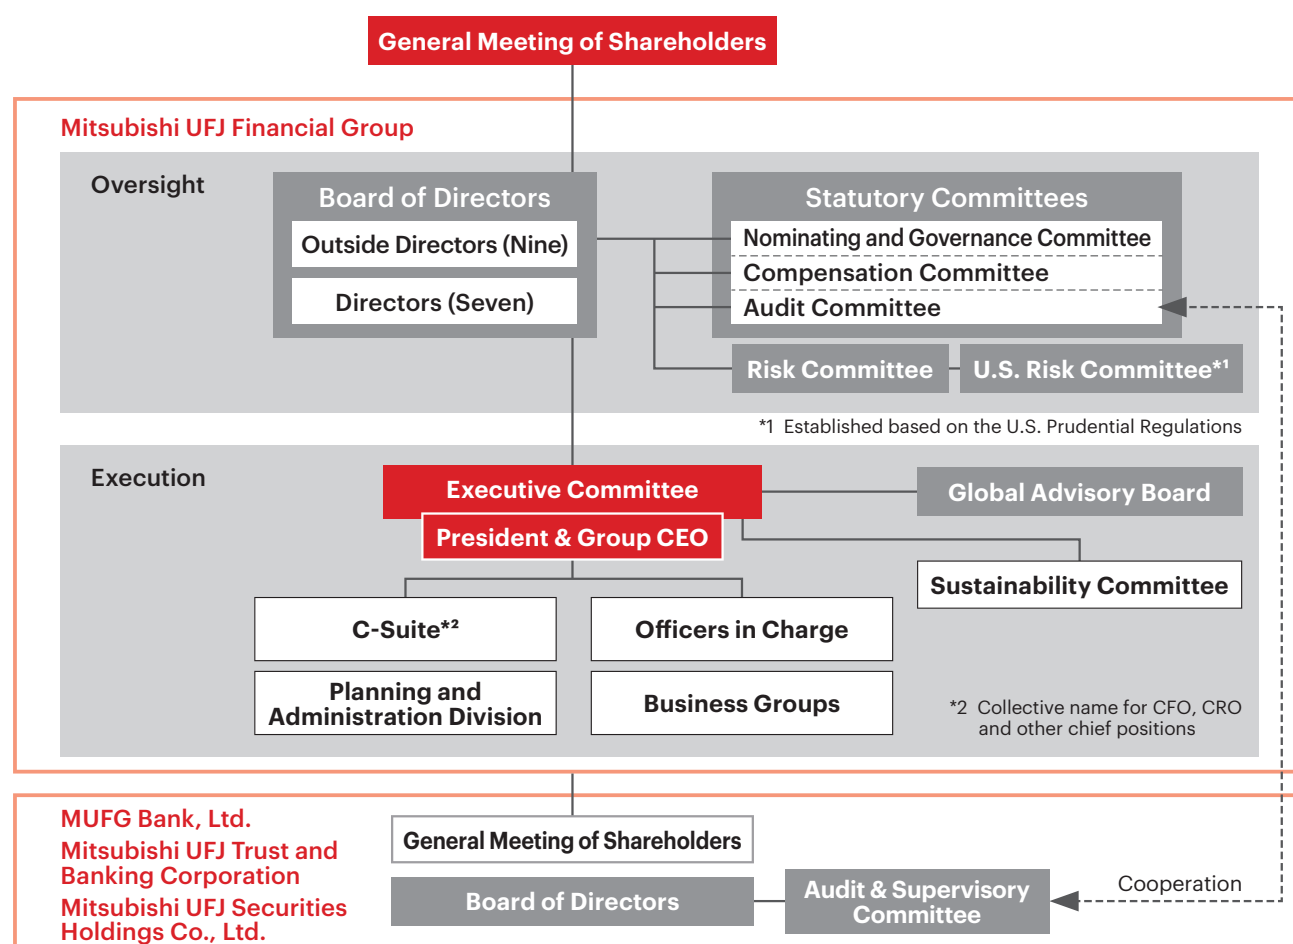 General Meeting of Shareholders
Mitsubishi UFJ Financial Group
Oversight
Board of Directors
Outside Directors (Nine)
Directors (Seven)
Statutory Committees
Nominating and Governance Committee
Compensation Committee
Audit Committee
Risk Committee
U.S. Risk Committee*¹
*1 Established based on the U.S. Prudential Regulations
Execution
Executive Committee
President & Group CEO
Global Advisory Board
Sustainability Committee
C-Suite*²
Officers in Charge
Planning and
Administration Division
Business Groups
*2 Collective name for CFO, CRO
and other chief positions
MUFG Bank, Ltd.
Mitsubishi UFJ Trust and
Banking Corporation
Mitsubishi UFJ Securities
Holdings Co., Ltd.
General Meeting of Shareholders
Board of Directors
Audit & Supervisory
Committee
Cooperation